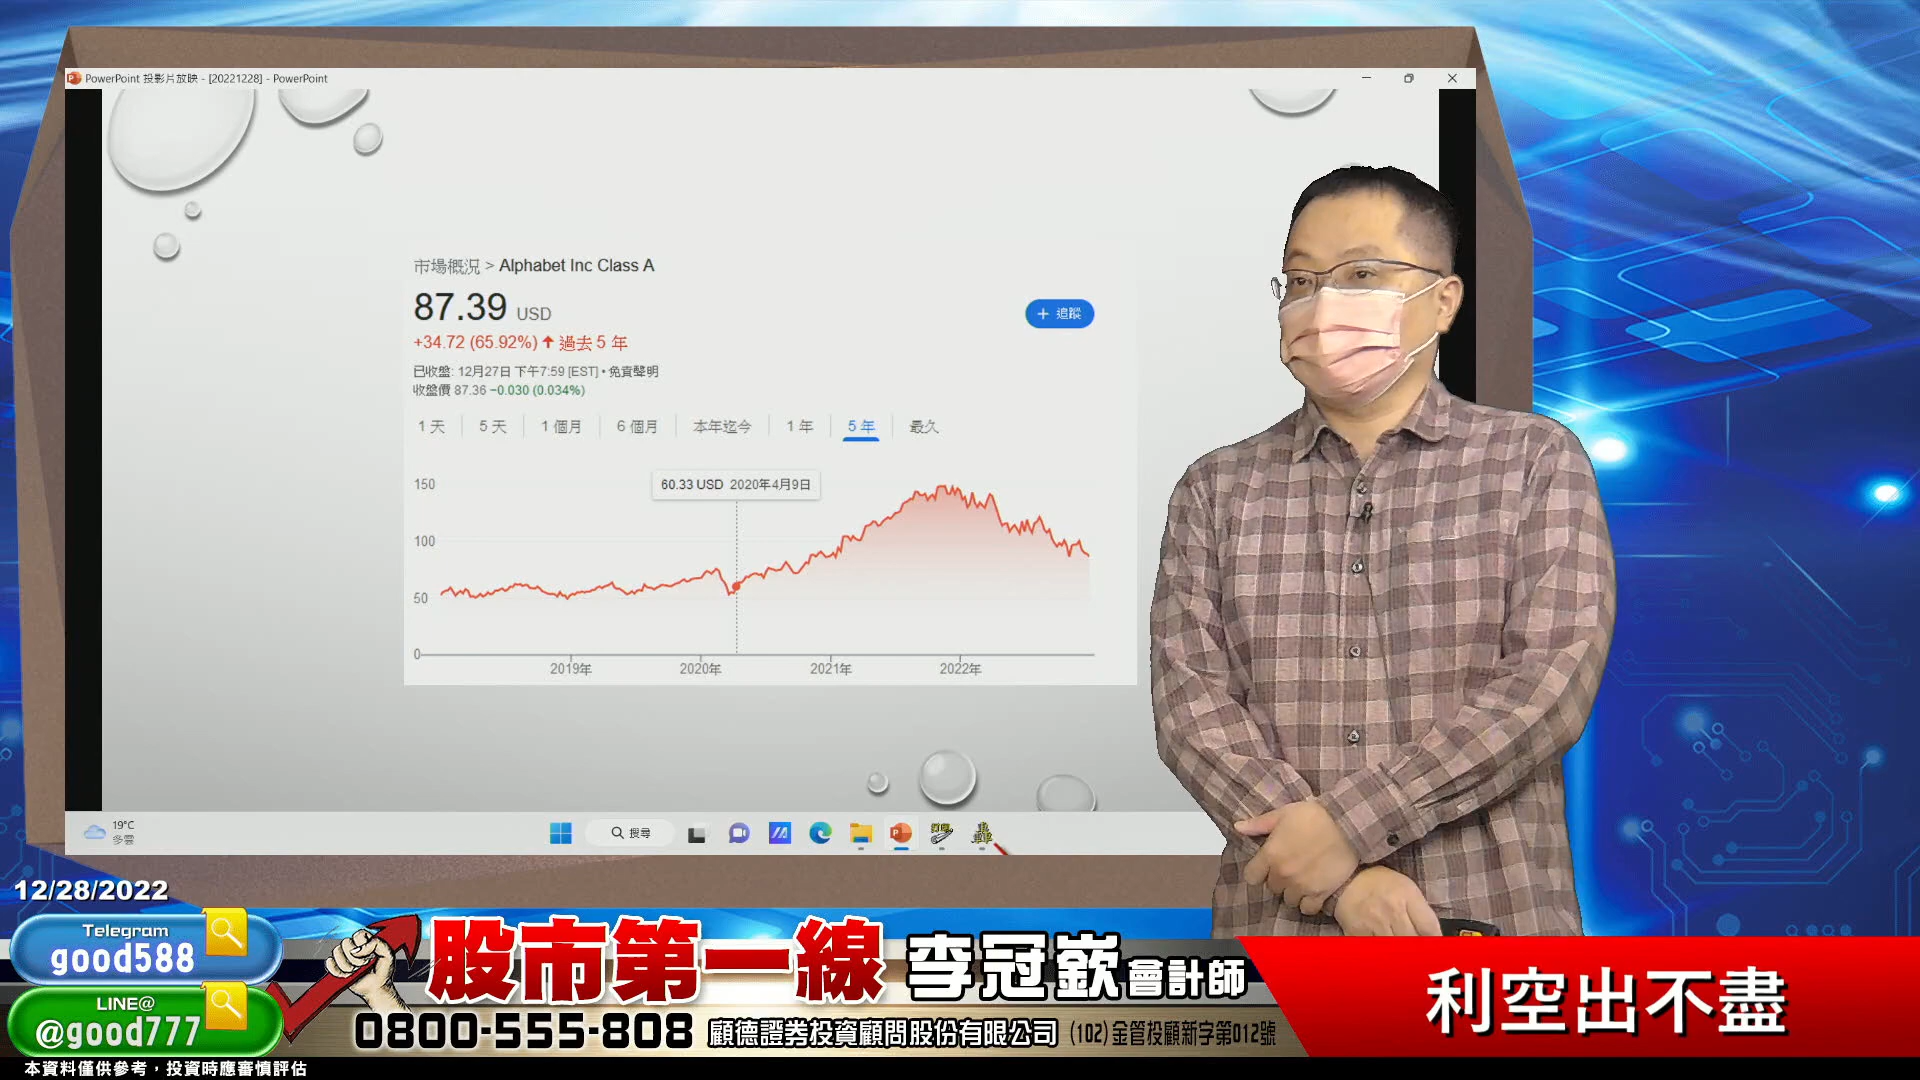 PowerPoint 投影片放映 - [20221228] - PowerPoint
市場概況 > Alphabet Inc Class A
87.39 USD
+ 追蹤
+34.72 (65.92%) ↑ 過去 5 年
已收盤: 12月27日 下午7:59 [EST] • 免責聲明
收盤價 87.36 −0.030 (0.034%)
1 天 5 天 1 個月 6 個月 本年迄今 1 年 5 年 最久
60.33 USD 2020年4月9日
150
100
50
0
2019年 2020年 2021年 2022年
19°C
多雲
搜尋
12/28/2022
Telegram
good588
LINE@
@good777
股市第一線 李冠嶔 會計師
0800-555-808 顧德證券投資顧問股份有限公司 (102)金管投顧新字第012號
利空出不盡
本資料僅供參考，投資時應審慎評估